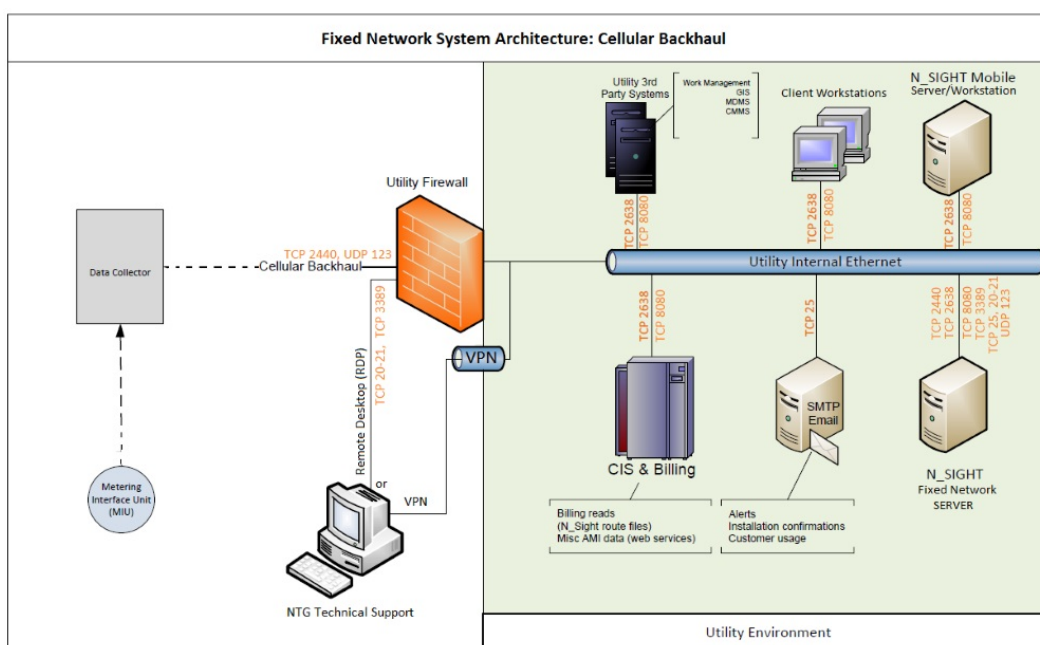 Fixed Network System Architecture: Cellular Backhaul
Utility 3rd
Party Systems
Work Management
GIS
MDMS
CMMS
Client Workstations
N_SIGHT Mobile
Server/Workstation
Utility Firewall
TCP 2638
TCP 8080
TCP 2638
TCP 8080
TCP 2638
TCP 8080
Data Collector
TCP 2440, UDP 123
Cellular Backhaul
Utility Internal Ethernet
TCP 20-21, TCP 3389
Remote Desktop (RDP)
VPN
TCP 2638
TCP 8080
TCP 25
TCP 2440
TCP 2638
TCP 8080
TCP 3389
TCP 25, 20-21
UDP 123
SMTP
Email
CIS & Billing
N_SIGHT
Fixed Network
SERVER
Metering
Interface Unit
(MIU)
or
VPN
Billing reads
(N_Sight route files)
Misc AMI data (web services)
Alerts
Installation confirmations
Customer usage
NTG Technical Support
Utility Environment